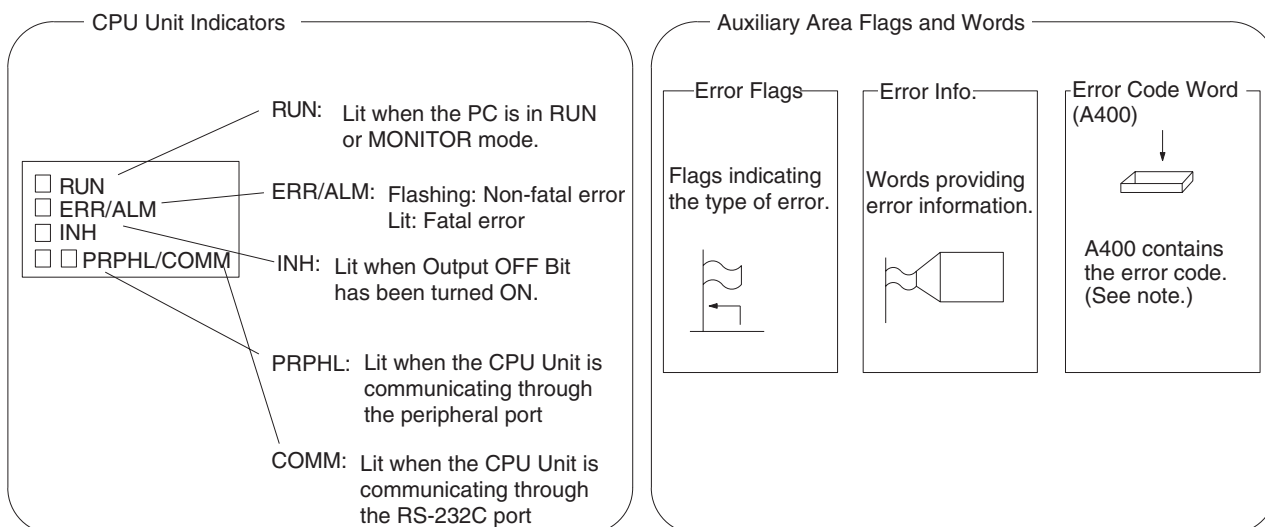 CPU Unit Indicators
RUN: Lit when the PC is in RUN
or MONITOR mode.
RUN
ERR/ALM
INH
PRPHL/COMM
ERR/ALM: Flashing: Non-fatal error
Lit: Fatal error
INH: Lit when Output OFF Bit
has been turned ON.
PRPHL: Lit when the CPU Unit is
communicating through
the peripheral port
COMM: Lit when the CPU Unit is
communicating through
the RS-232C port
Auxiliary Area Flags and Words
Error Flags
Flags indicating
the type of error.
Error Info.
Words providing
error information.
Error Code Word
(A400)
A400 contains
the error code.
(See note.)